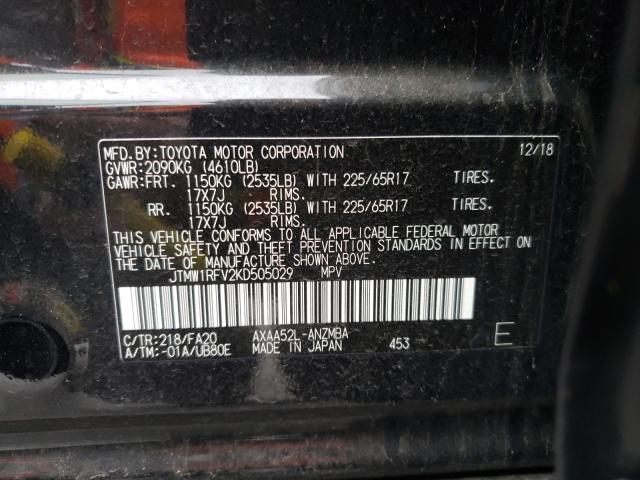 MFD.BY:TOYOTA MOTOR CORPORATION 12/18
GVWR:2090KG (4610LB)
GAWR:FRT. 1150KG (2535LB) WITH 225/65R17 TIRES.
17X7J RIMS.
RR. 1150KG (2535LB) WITH 225/65R17 TIRES.
17X7J RIMS.
THIS VEHICLE CONFORMS TO ALL APPLICABLE FEDERAL MOTOR
VEHICLE SAFETY AND THEFT PREVENTION STANDARDS IN EFFECT ON
THE DATE OF MANUFACTURE SHOWN ABOVE.
JTMW1RFV2KD505029 MPV
C/TR:218/FA20 AXAA52L-ANZMBA
A/TM:-01A/UB80E MADE IN JAPAN 453 E